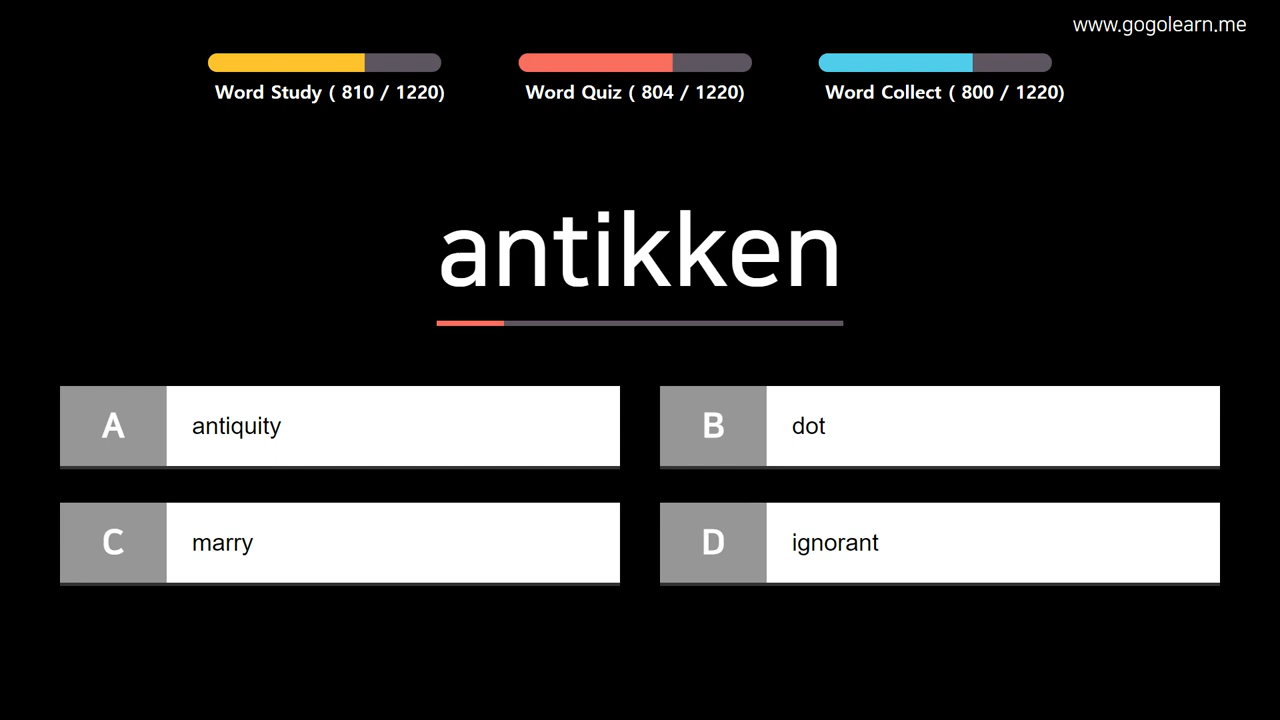 www.gogolearn.me
Word Study ( 810 / 1220)
Word Quiz ( 804 / 1220)
Word Collect ( 800 / 1220)
antikken
A antiquity
B dot
C marry
D ignorant